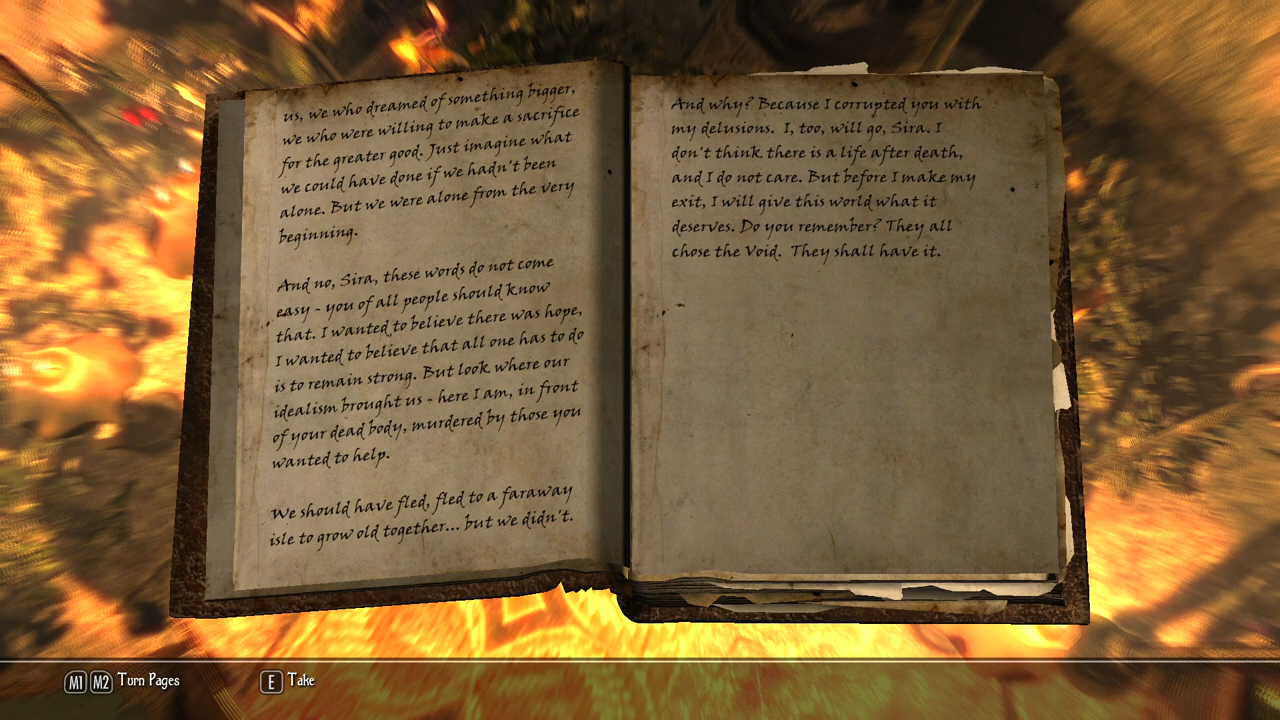 us, we who dreamed of something bigger,
we who were willing to make a sacrifice
for the greater good. Just imagine what
we could have done if we hadn't been
alone. But we were alone from the very
beginning.
And no, Sira, these words do not come
easy - you of all people should know
that. I wanted to believe there was hope,
I wanted to believe that all one has to do
is to remain strong. But look where our
idealism brought us - here I am, in front
of your dead body, murdered by those you
wanted to help.
We should have fled, fled to a faraway
isle to grow old together... but we didn't.
And why? Because I corrupted you with
my delusions. I, too, will go, Sira. I
don't think there is a life after death,
and I do not care. But before I make my
exit, I will give this world what it
deserves. Do you remember? They all
chose the Void. They shall have it.
M1 M2 Turn Pages
E Take